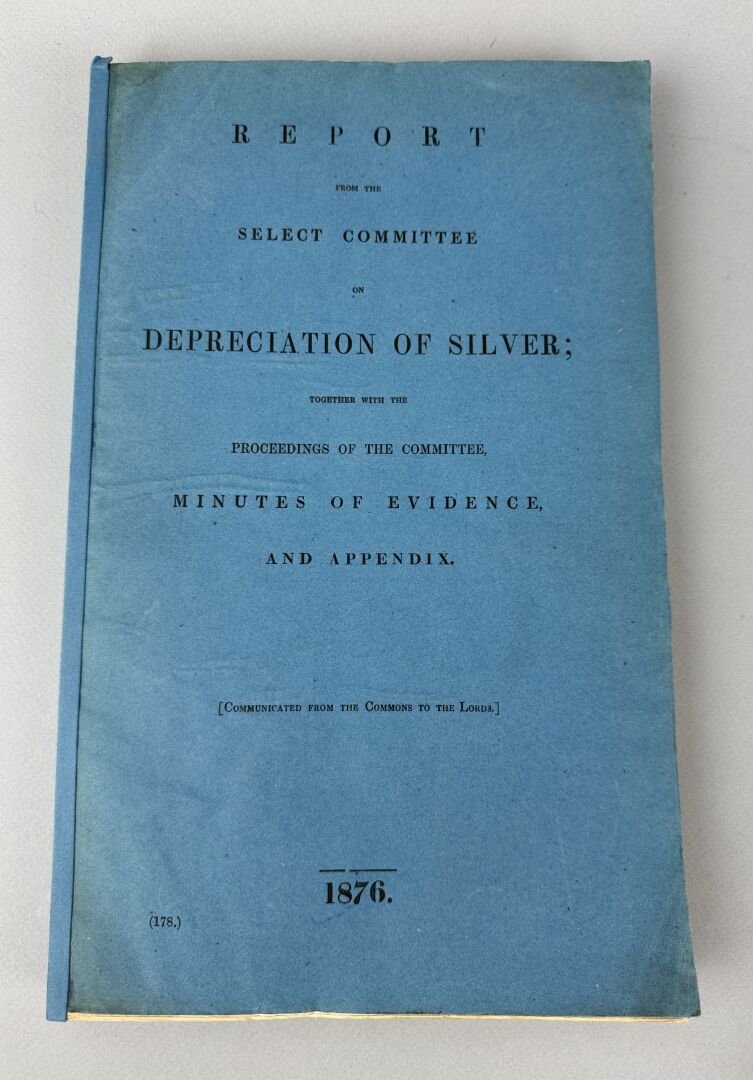 REPORT
FROM THE
SELECT COMMITTEE
ON
DEPRECIATION OF SILVER;
TOGETHER WITH THE
PROCEEDINGS OF THE COMMITTEE,
MINUTES OF EVIDENCE,
AND APPENDIX.
[COMMUNICATED FROM THE COMMONS TO THE LORDS.]
1876.
(178.)